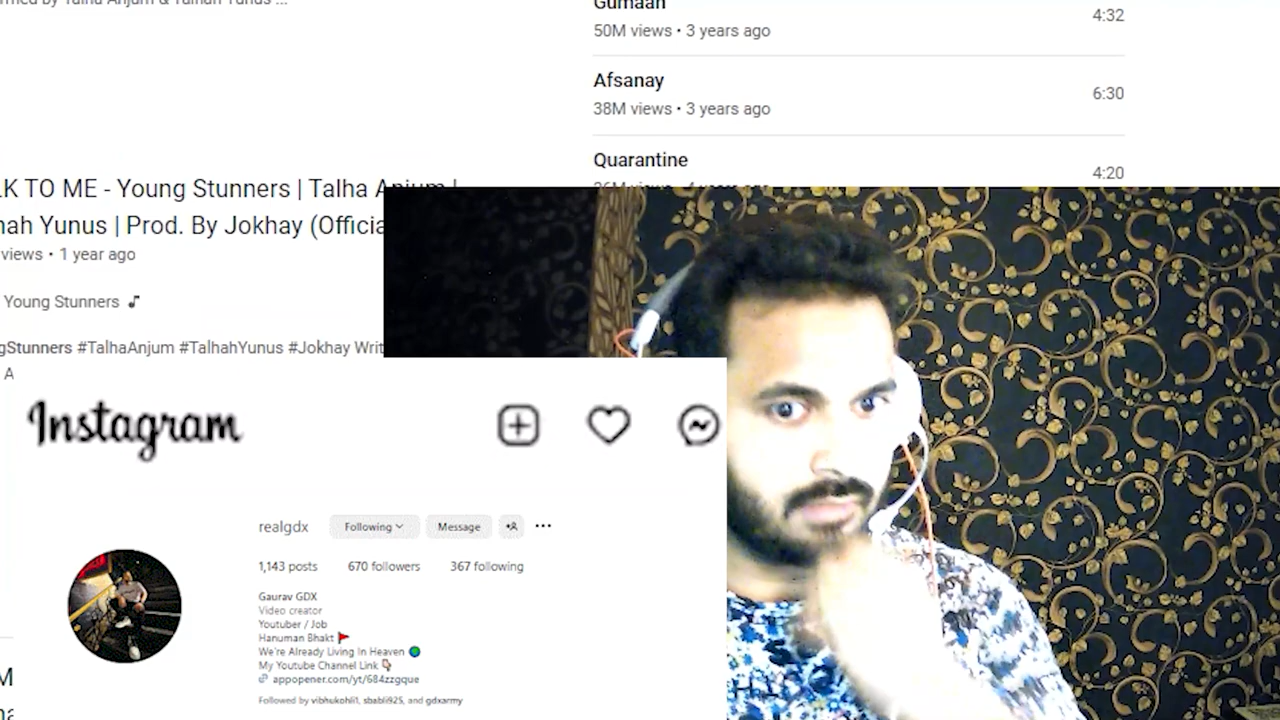 Gumaan
4:32
50M views • 3 years ago
Afsanay
6:30
38M views • 3 years ago
Quarantine
4:20
LK TO ME - Young Stunners | Talha Anjum |
hah Yunus | Prod. By Jokhay (Officia
views • 1 year ago
Young Stunners
gStunners #TalhaAnjum #TalhahYunus #Jokhay Writ
A
Instagram
realgdx
Following
Message
1,143 posts
670 followers
367 following
Gaurav GDX
Video creator
Youtuber / Job
Hanuman Bhakt 🚩
We're Already Living In Heaven 🌍
My Youtube Channel Link 👇
appopener.com/yt/684zzgque
Followed by vibhukohli1, sbabli925, and gdxarmy
M